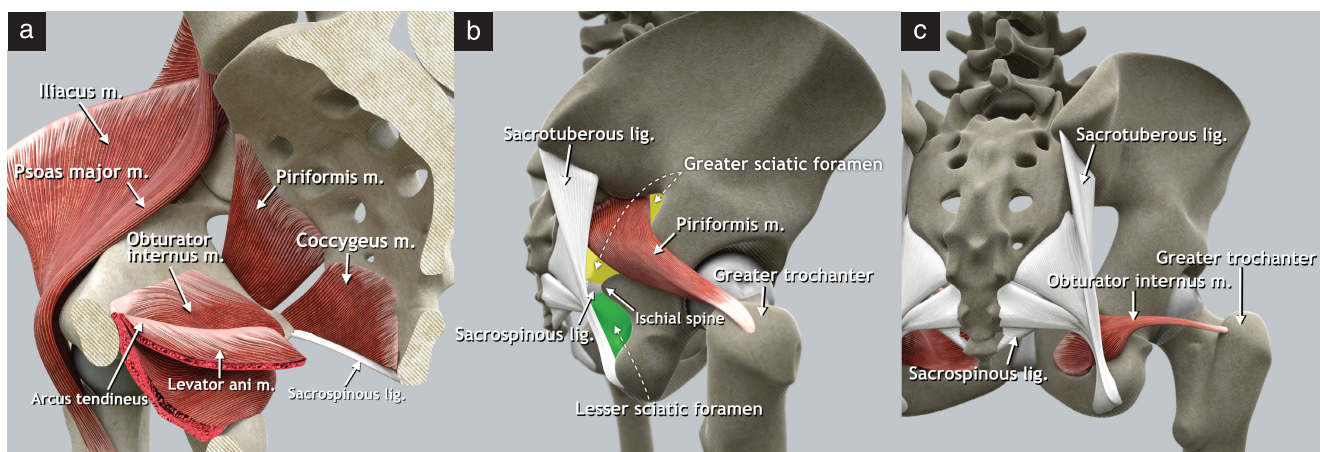 a
Iliacus m.
Psoas major m.
Piriformis m.
Obturator
internus m.
Coccygeus m.
Levator ani m.
Arcus tendineus
Sacrospinous lig.
b
Sacrotuberous lig.
Greater sciatic foramen
Piriformis m.
Greater trochanter
Ischial spine
Sacrospinous lig.
Lesser sciatic foramen
c
Sacrotuberous lig.
Greater trochanter
Obturator internus m.
Sacrospinous lig.